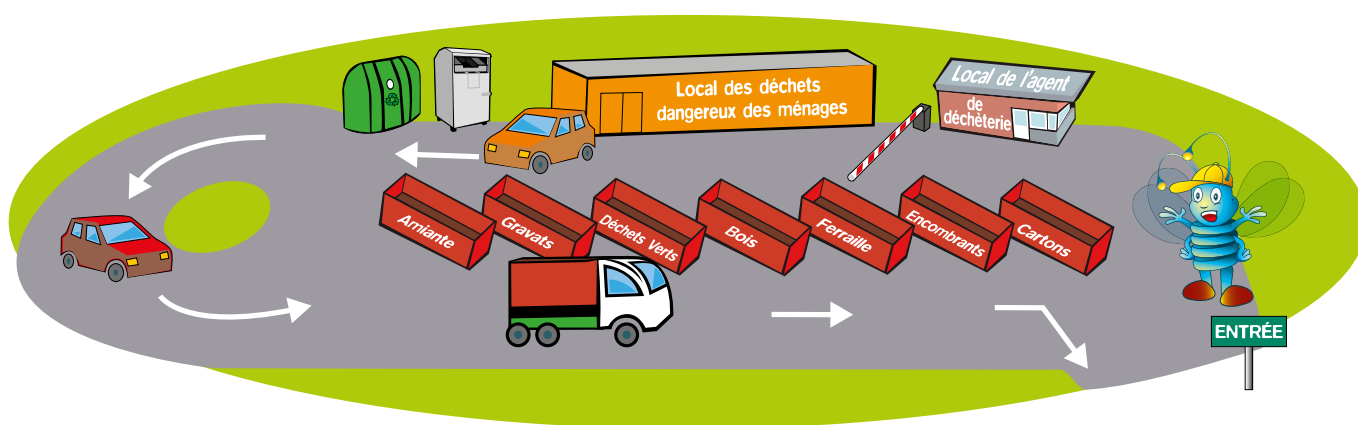 Local des déchets
dangereux des ménages
Local de l'agent
de
déchèterie
Amiante
Gravats
Déchets Verts
Bois
Ferraille
Encombrants
Cartons
ENTRÉE